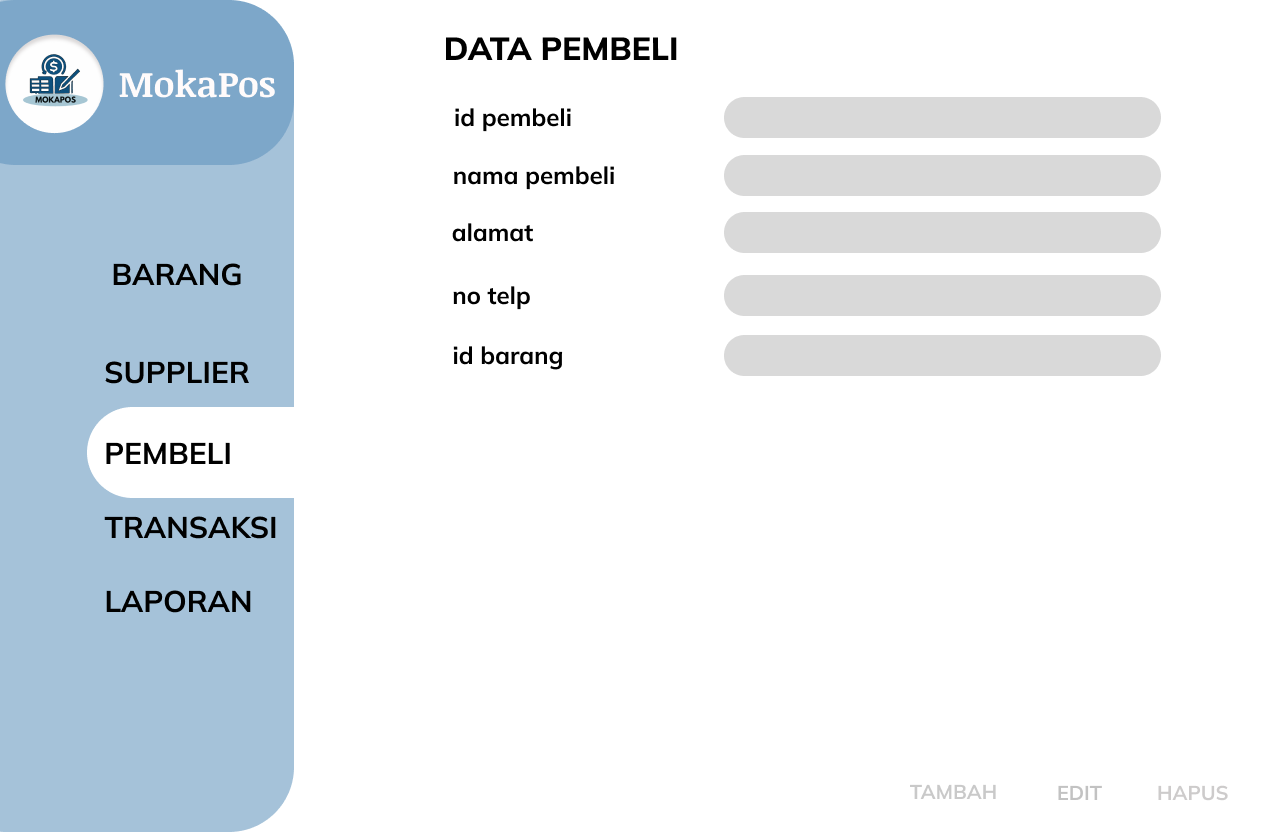 MOKAPOS
MokaPos
BARANG
SUPPLIER
PEMBELI
TRANSAKSI
LAPORAN
DATA PEMBELI
id pembeli
nama pembeli
alamat
no telp
id barang
TAMBAH EDIT HAPUS